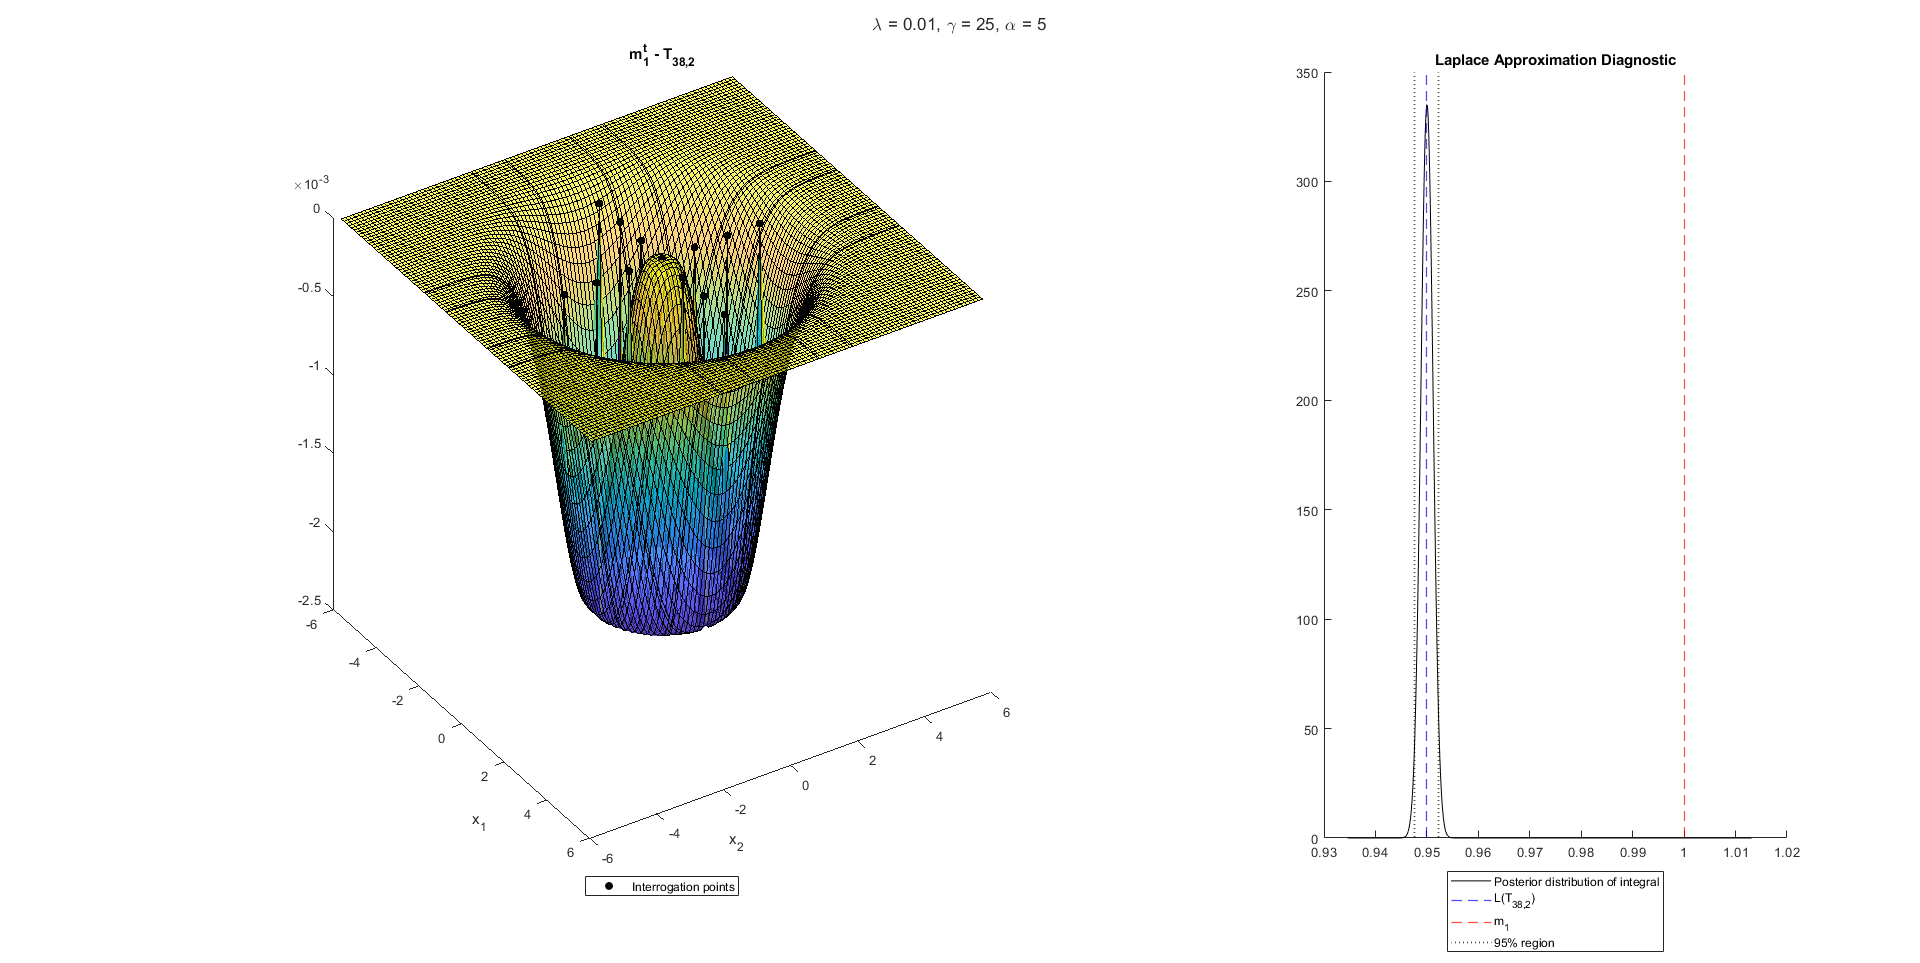 λ = 0.01, γ = 25, α = 5
m₁ᵗ - T₃₈,₂
×10⁻³
0
-0.5
-1
-1.5
-2
-2.5
-6
-4
-2
0
2
4
6
x₁
-6
-4
-2
0
2
4
6
x₂
Interrogation points
Laplace Approximation Diagnostic
350
300
250
200
150
100
50
0
0.93 0.94 0.95 0.96 0.97 0.98 0.99 1 1.01 1.02
Posterior distribution of integral
L(T₃₈,₂)
m₁
95% region